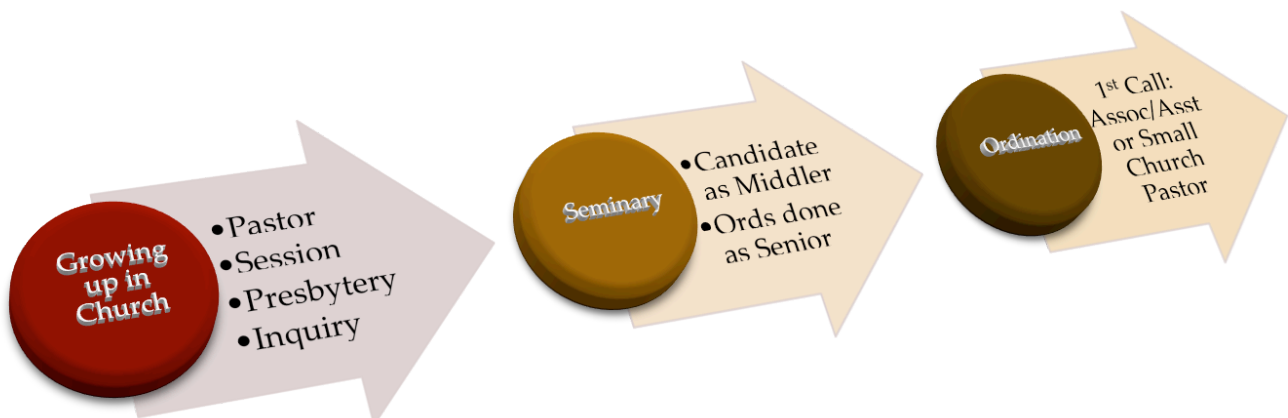 Growing
up in
Church
•Pastor
•Session
•Presbytery
•Inquiry
Seminary
•Candidate
as Middler
•Ords done
as Senior
Ordination
1st Call:
Assoc/Asst
or Small
Church
Pastor